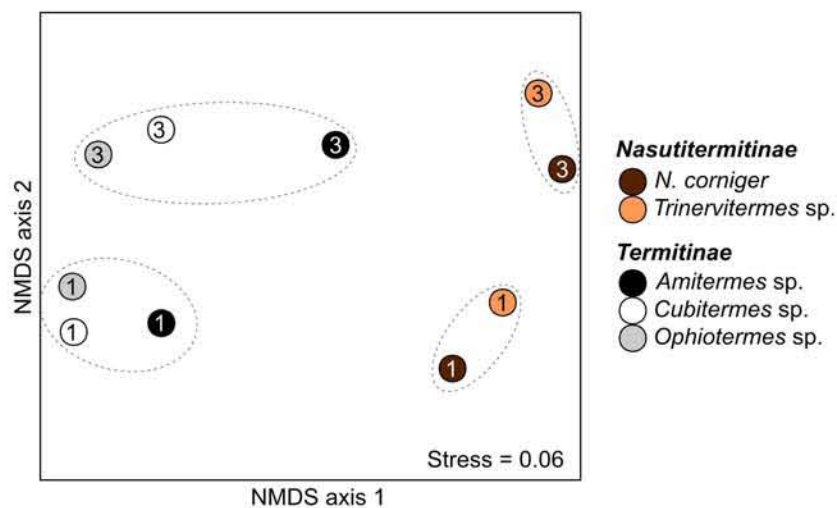 3
3
3
3
3
1
1
1
1
1
NMDS axis 2
Stress = 0.06
NMDS axis 1
Nasutitermitinae
N. corniger
Trinervitermes sp.
Termitinae
Amitermes sp.
Cubitermes sp.
Ophiotermes sp.